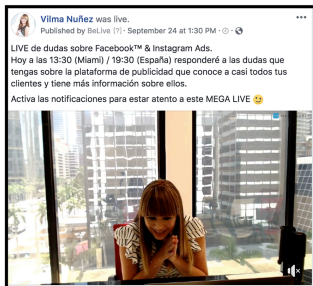 Vilma Nuñez was live.
Published by BeLive [?] · September 24 at 1:30 PM ·
LIVE de dudas sobre Facebook™ & Instagram Ads.
Hoy a las 13:30 (Miami) / 19:30 (España) responderé a las dudas que
tengas sobre la plataforma de publicidad que conoce a casi todos tus
clientes y tiene más información sobre ellos.
Activa las notificaciones para estar atento a este MEGA LIVE 🙂